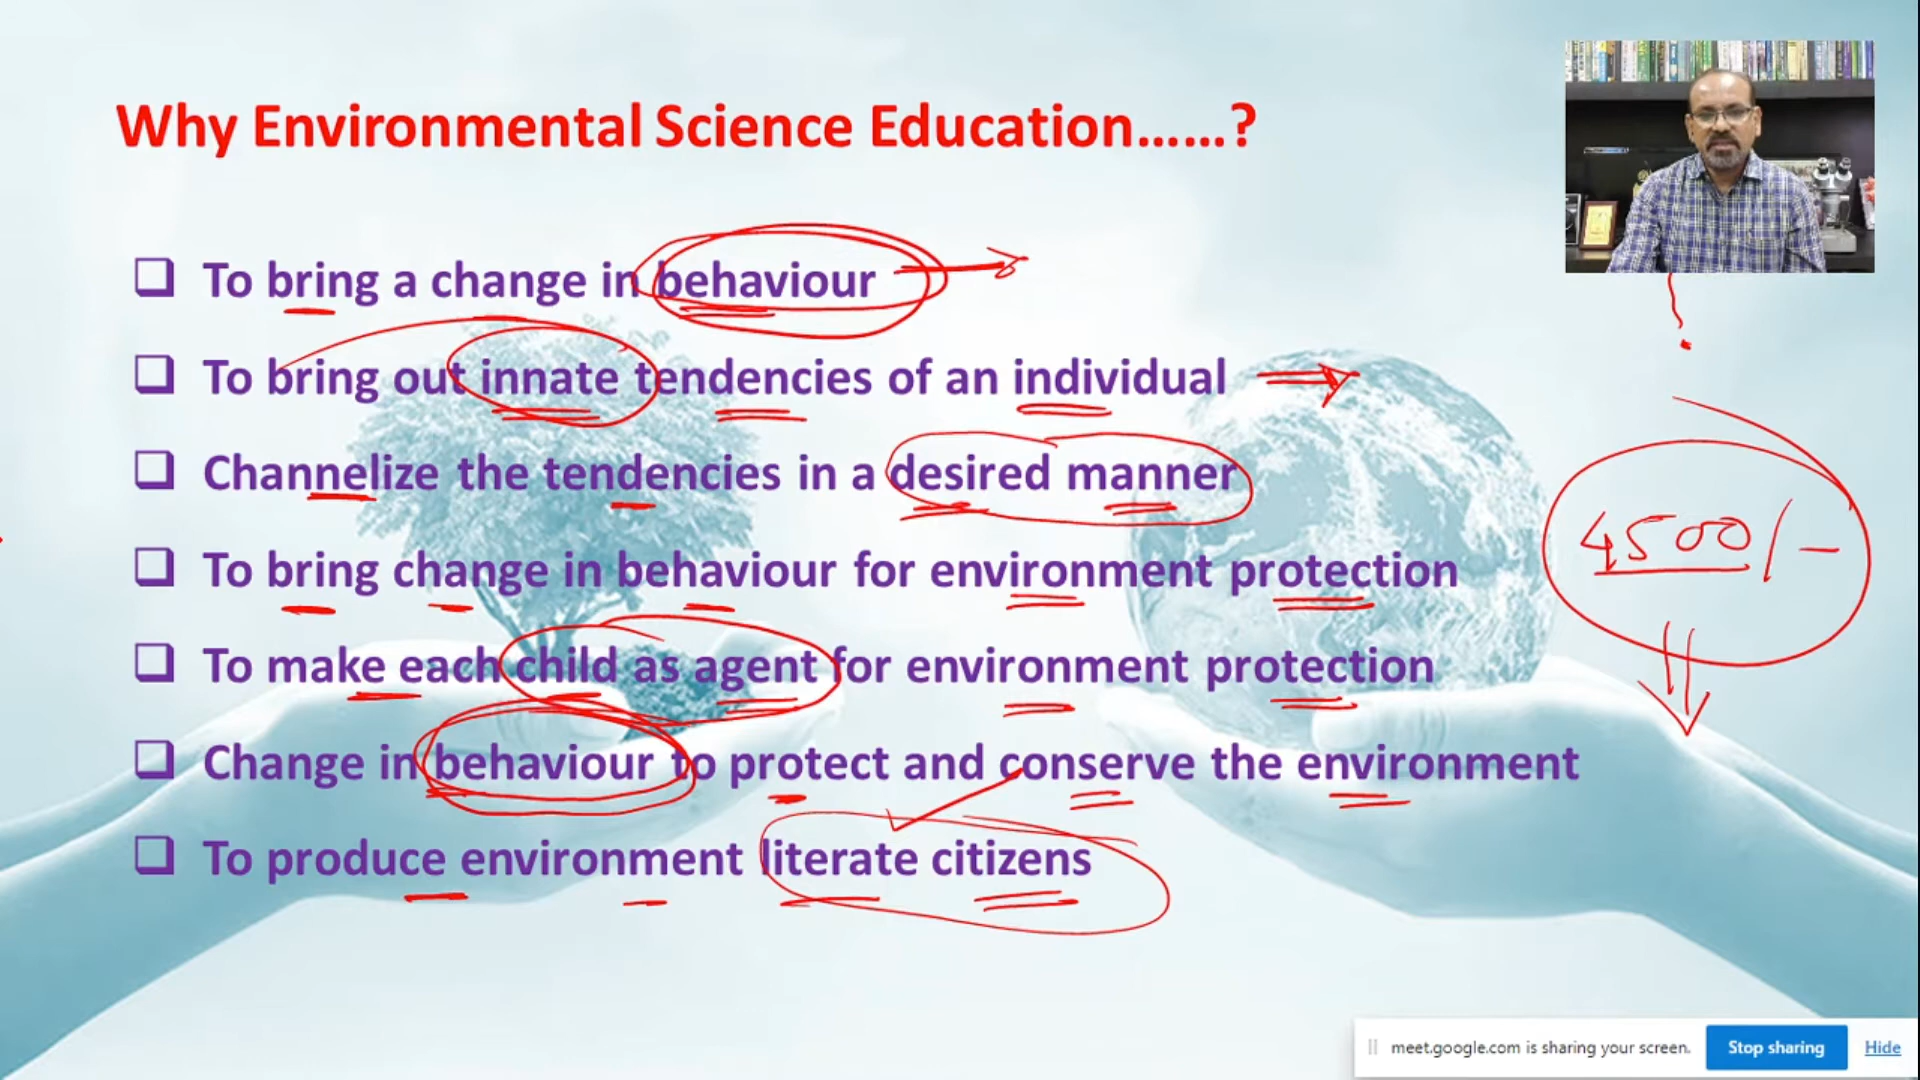 Why Environmental Science Education......?
To bring a change in behaviour
To bring out innate tendencies of an individual
Channelize the tendencies in a desired manner
4500/-
To bring change in behaviour for environment protection
To make each child as agent for environment protection
Change in behaviour to protect and conserve the environment
To produce environment literate citizens
meet.google.com is sharing your screen. Stop sharing Hide